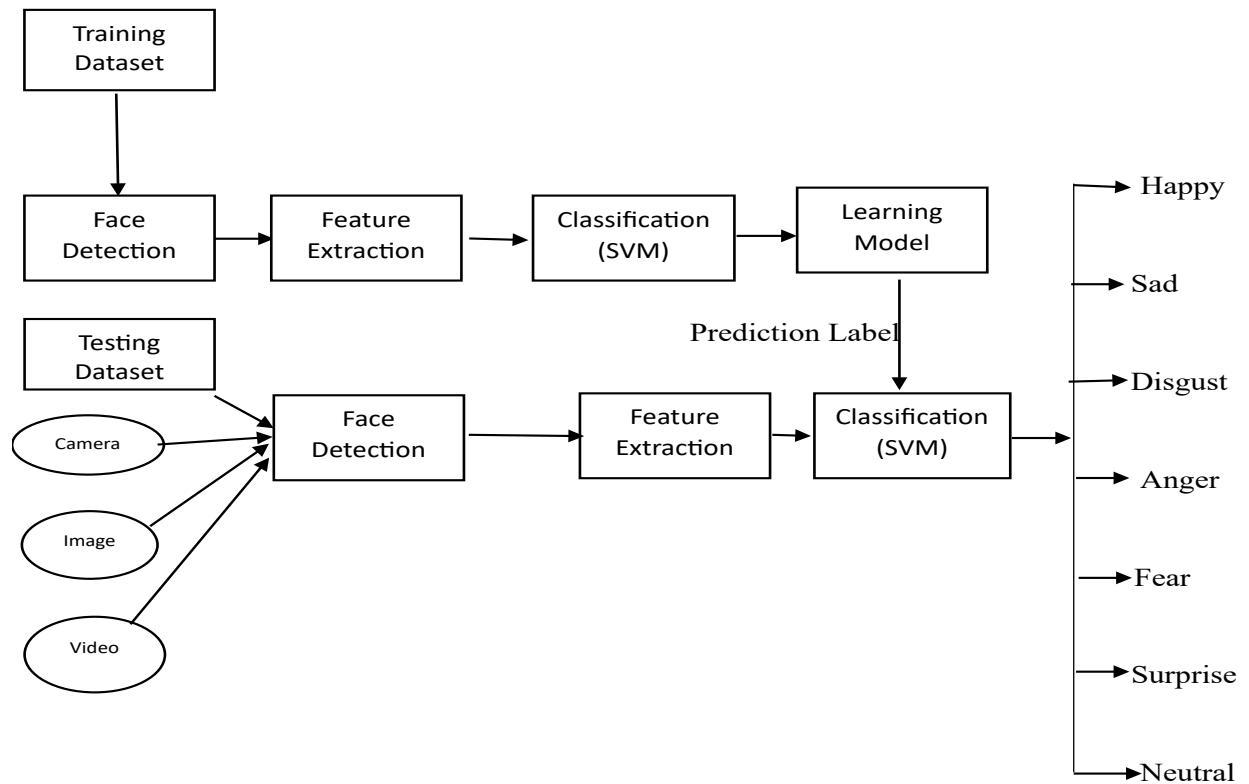 Training
Dataset
Face
Detection
Feature
Extraction
Classification
(SVM)
Learning
Model
Prediction Label
Testing
Dataset
Camera
Image
Video
Face
Detection
Feature
Extraction
Classification
(SVM)
Happy
Sad
Disgust
Anger
Fear
Surprise
Neutral